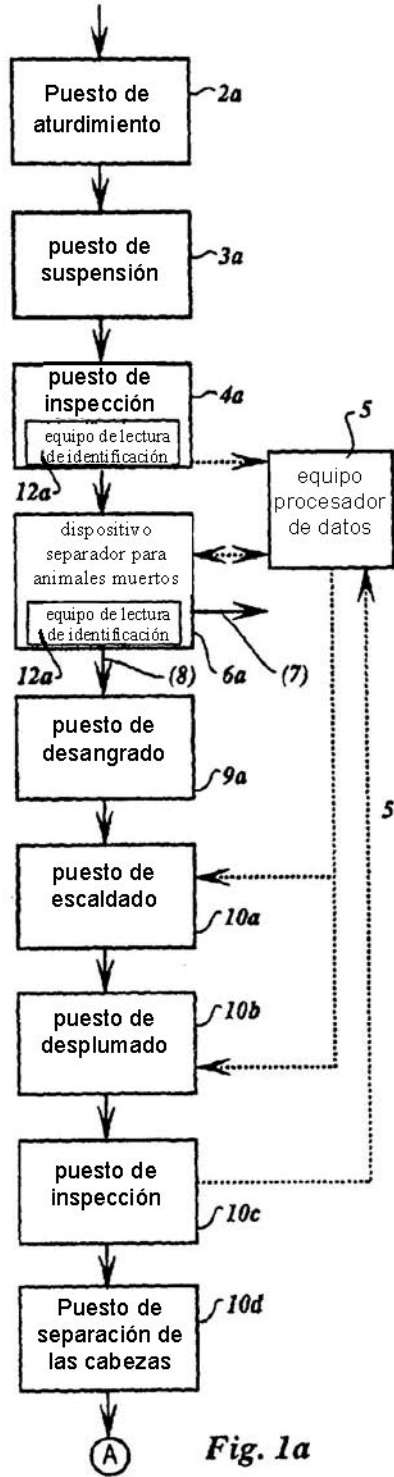 Puesto de
aturdimiento
2a
puesto de
suspensión
3a
puesto de
inspección
4a
equipo de lectura
de identificación
12a
5
equipo
procesador
de datos
dispositivo
separador para
animales muertos
equipo de lectura
de identificación
12a
(8)
6a
(7)
puesto de
desangrado
9a
5
puesto de
escaldado
10a
puesto de
desplumado
10b
puesto de
inspección
10c
Puesto de
separación de
las cabezas
10d
A
Fig. 1a